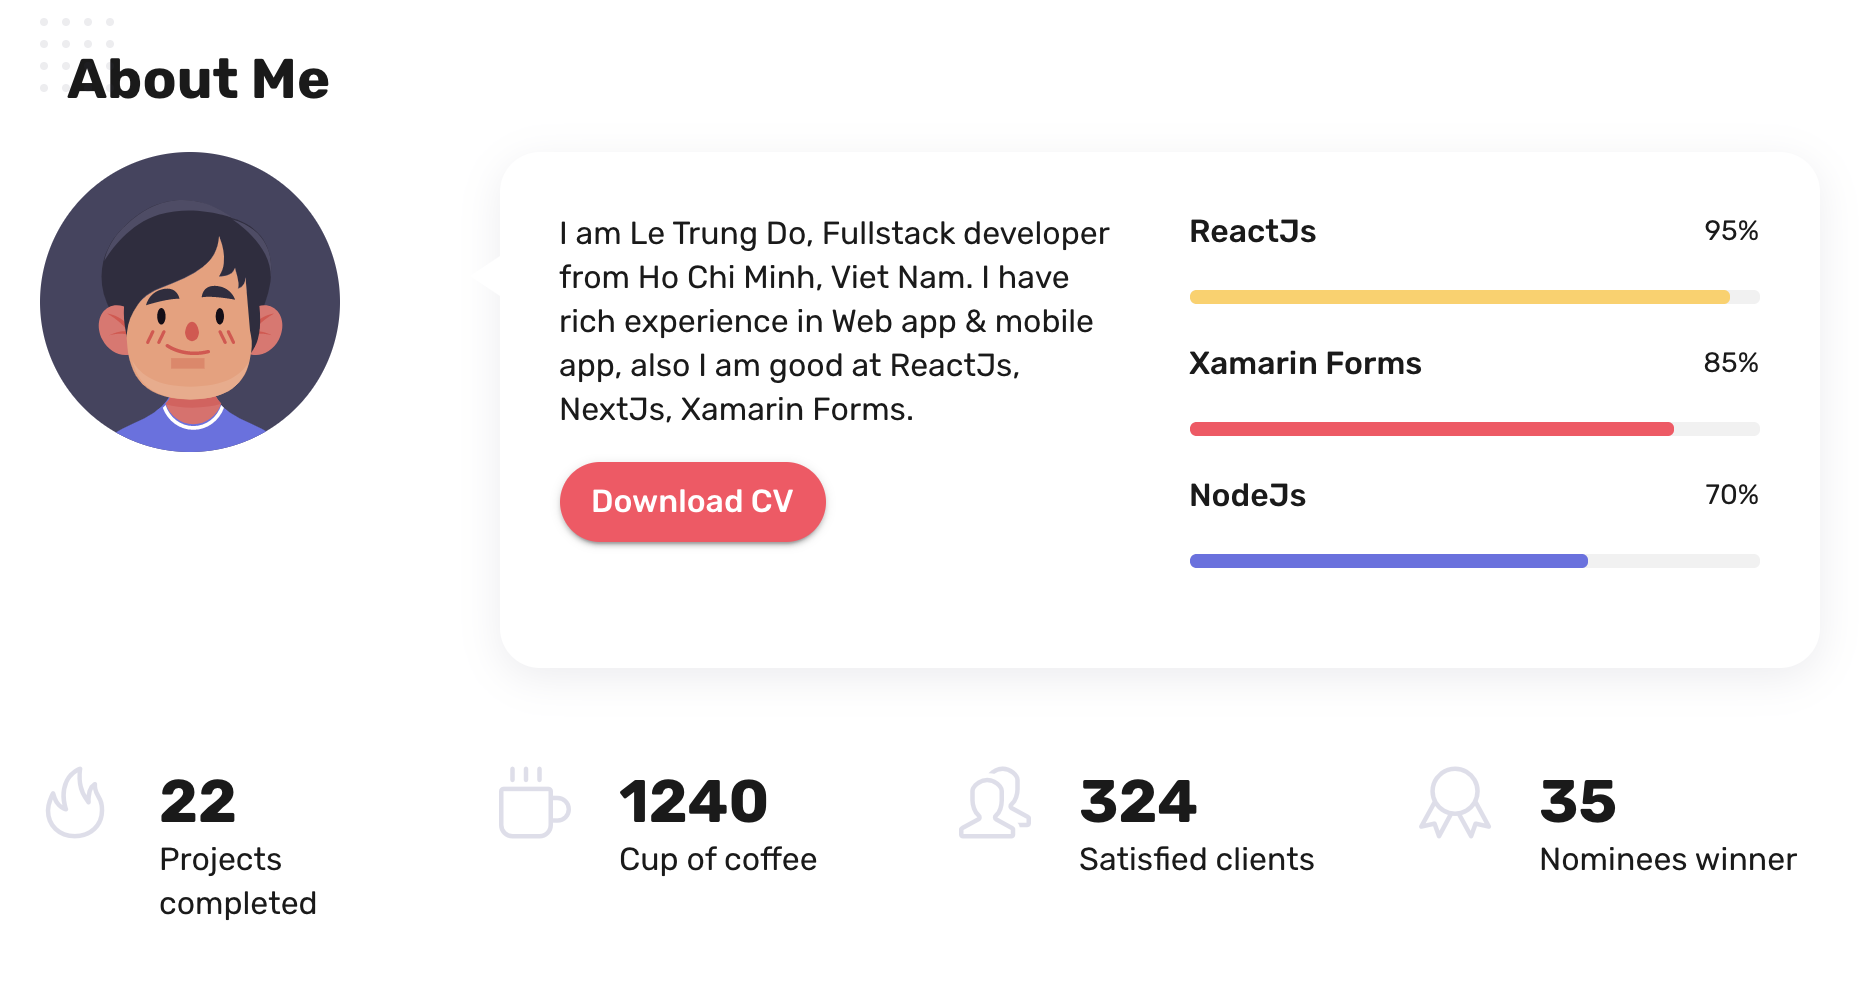 About Me
I am Le Trung Do, Fullstack developer
from Ho Chi Minh, Viet Nam. I have
rich experience in Web app & mobile
app, also I am good at ReactJs,
NextJs, Xamarin Forms.
Download CV
ReactJs 95%
Xamarin Forms 85%
NodeJs 70%
22
Projects
completed
1240
Cup of coffee
324
Satisfied clients
35
Nominees winner